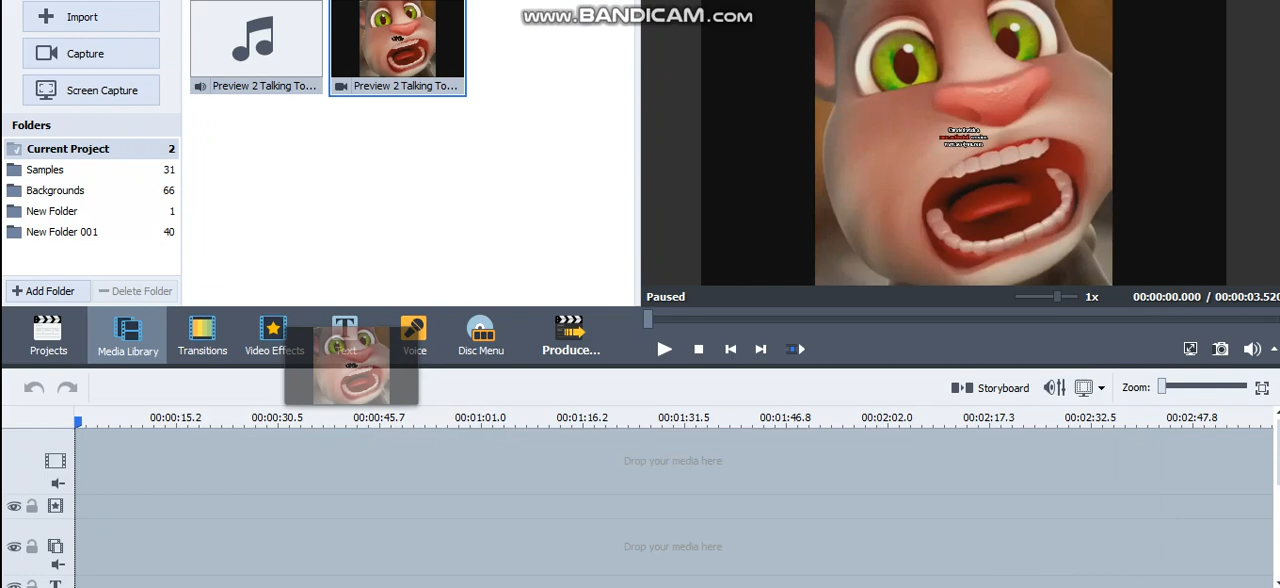 www.BANDICAM.com
Import
Capture
Screen Capture
Preview 2 Talking To...
Preview 2 Talking To...
Folders
Current Project 2
Samples 31
Backgrounds 66
New Folder 1
New Folder 001 40
Add Folder
Delete Folder
Paused
1x
00:00:00.000 / 00:00:03.520
Projects
Media Library
Transitions
Video Effects
Text
Voice
Disc Menu
Produce...
Storyboard
Zoom:
00:00:15.2 00:00:30.5 00:00:45.7 00:01:01.0 00:01:16.2 00:01:31.5 00:01:46.8 00:02:02.0 00:02:17.3 00:02:32.5 00:02:47.8
Drop your media here
Drop your media here
T